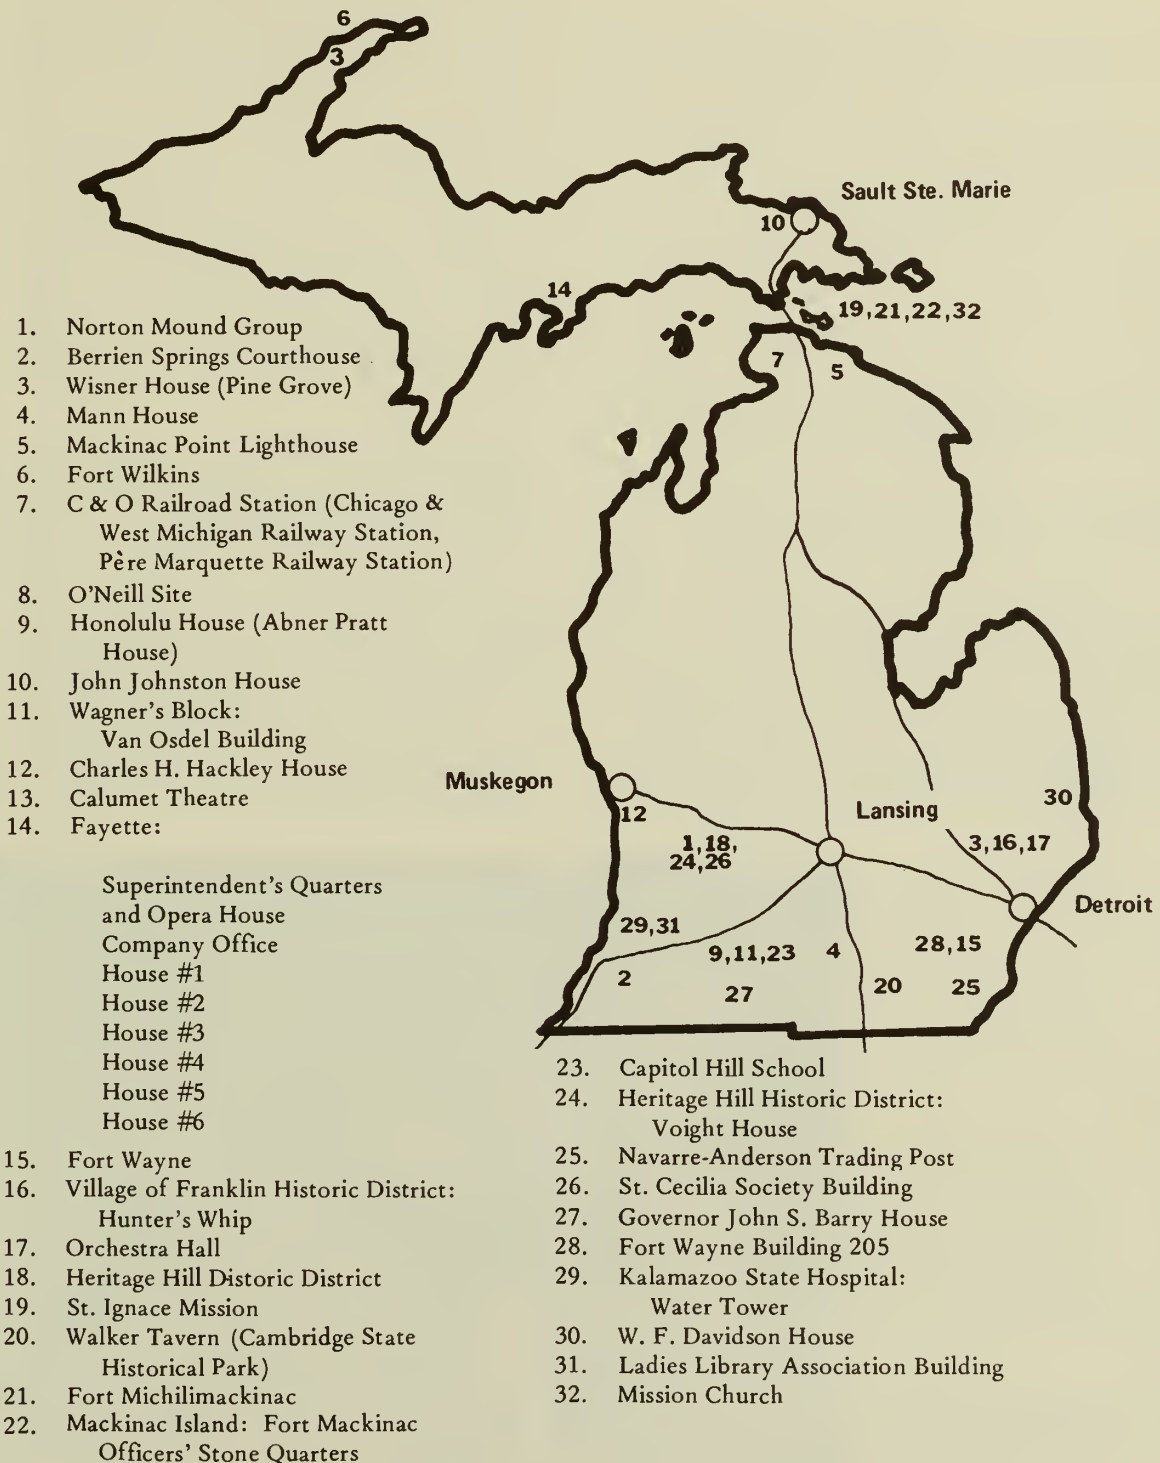 6
3
Sault Ste. Marie
10
14
19,21,22,32
7
5
1. Norton Mound Group
2. Berrien Springs Courthouse
3. Wisner House (Pine Grove)
4. Mann House
5. Mackinac Point Lighthouse
6. Fort Wilkins
7. C & O Railroad Station (Chicago &
West Michigan Railway Station,
Père Marquette Railway Station)
8. O'Neill Site
9. Honolulu House (Abner Pratt
House)
10. John Johnston House
11. Wagner's Block:
Van Osdel Building
12. Charles H. Hackley House
13. Calumet Theatre
14. Fayette:
Superintendent's Quarters
and Opera House
Company Office
House #1
House #2
House #3
House #4
House #5
House #6
15. Fort Wayne
16. Village of Franklin Historic District:
Hunter's Whip
17. Orchestra Hall
18. Heritage Hill Distoric District
19. St. Ignace Mission
20. Walker Tavern (Cambridge State
Historical Park)
21. Fort Michilimackinac
22. Mackinac Island: Fort Mackinac
Officers' Stone Quarters
Muskegon
12
Lansing
30
1,18,
24,26
3,16,17
Detroit
29,31
9,11,23
4
28,15
2
27
20
25
23. Capitol Hill School
24. Heritage Hill Historic District:
Voight House
25. Navarre-Anderson Trading Post
26. St. Cecilia Society Building
27. Governor John S. Barry House
28. Fort Wayne Building 205
29. Kalamazoo State Hospital:
Water Tower
30. W. F. Davidson House
31. Ladies Library Association Building
32. Mission Church